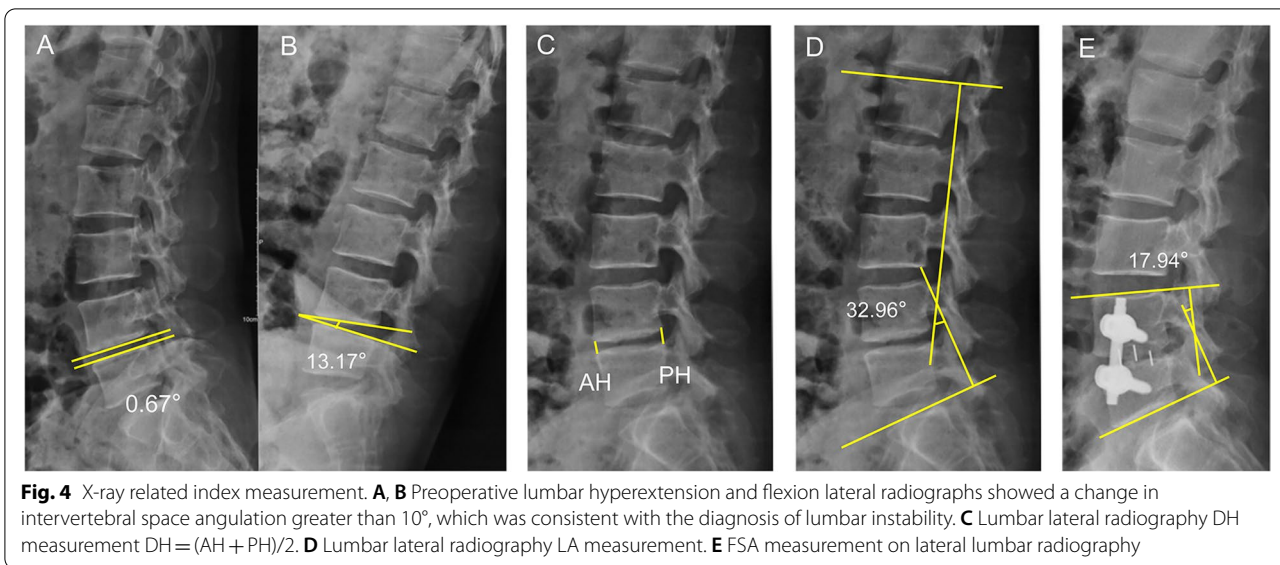 A
B
C
D
E
10cm
0.67°
13.17°
AH
PH
32.96°
17.94°
Fig. 4 X-ray related index measurement. A, B Preoperative lumbar hyperextension and flexion lateral radiographs showed a change in
intervertebral space angulation greater than 10°, which was consistent with the diagnosis of lumbar instability. C Lumbar lateral radiography DH
measurement DH = (AH + PH)/2. D Lumbar lateral radiography LA measurement. E FSA measurement on lateral lumbar radiography